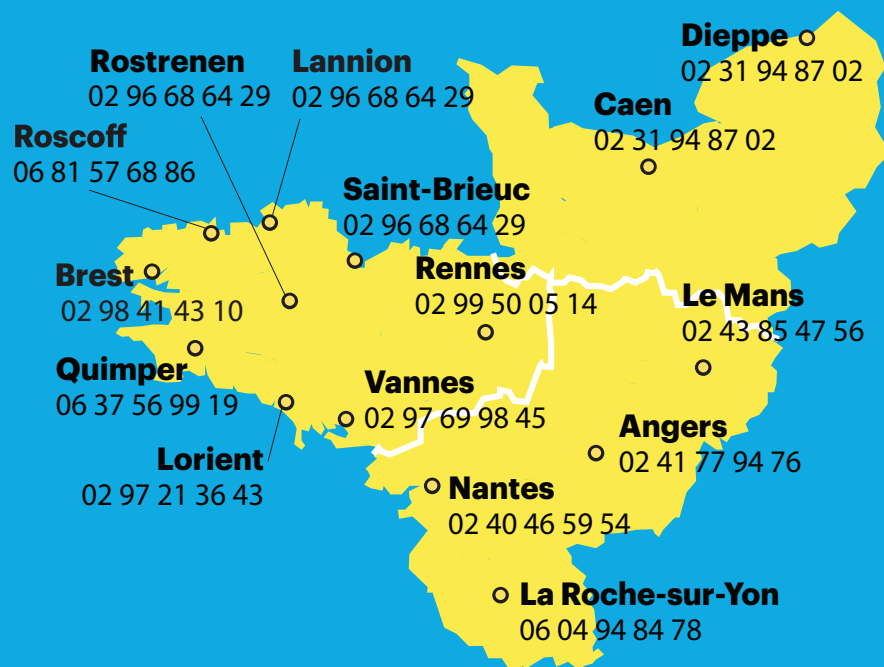 Dieppe
02 31 94 87 02
Rostrenen
02 96 68 64 29
Lannion
02 96 68 64 29
Caen
02 31 94 87 02
Roscoff
06 81 57 68 86
Saint-Brieuc
02 96 68 64 29
Brest
02 98 41 43 10
Rennes
02 99 50 05 14
Le Mans
02 43 85 47 56
Quimper
06 37 56 99 19
Vannes
02 97 69 98 45
Angers
02 41 77 94 76
Lorient
02 97 21 36 43
Nantes
02 40 46 59 54
La Roche-sur-Yon
06 04 94 84 78